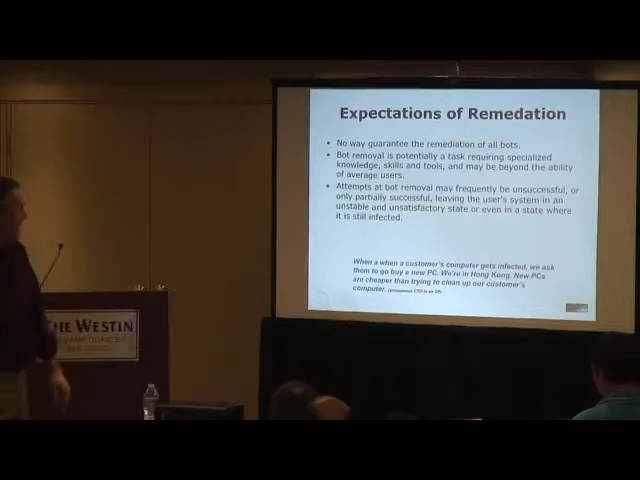 Expectations of Remedation
• No way guarantee the remediation of all bots.
• Bot removal is potentially a task requiring specialized
knowledge, skills and tools, and may be beyond the ability
of average users.
• Attempts at bot removal may frequently be unsuccessful, or
only partially successful, leaving the user's system in an
unstable and unsatisfactory state or even in a state where
it is still infected.
When a when a customer's computer gets infected, we ask
them to go buy a new PC. We're in Hong Kong. New PCs
are cheaper than trying to clean up our customer's
computer.
THE WESTIN